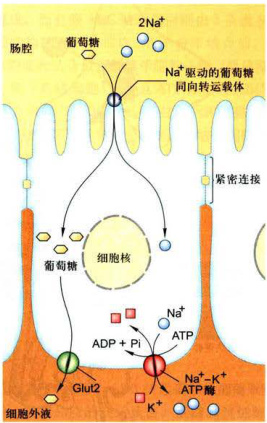 2Na⁺
肠腔
葡萄糖
Na⁺驱动的葡萄糖
同向转运载体
紧密连接
葡萄糖
细胞核
Na⁺
ADP + Pi
ATP
Glut2
Na⁺-K⁺
ATP酶
K⁺
细胞外液